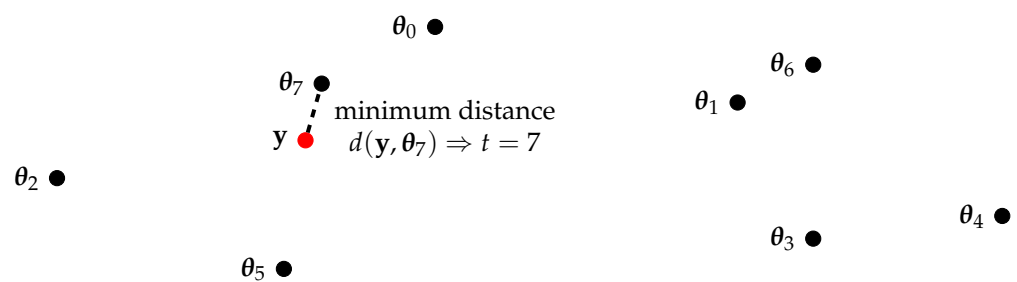 θ₀
θ₆
θ₇
θ₁
minimum distance
y
d(y, θ₇) ⇒ t = 7
θ₂
θ₄
θ₃
θ₅